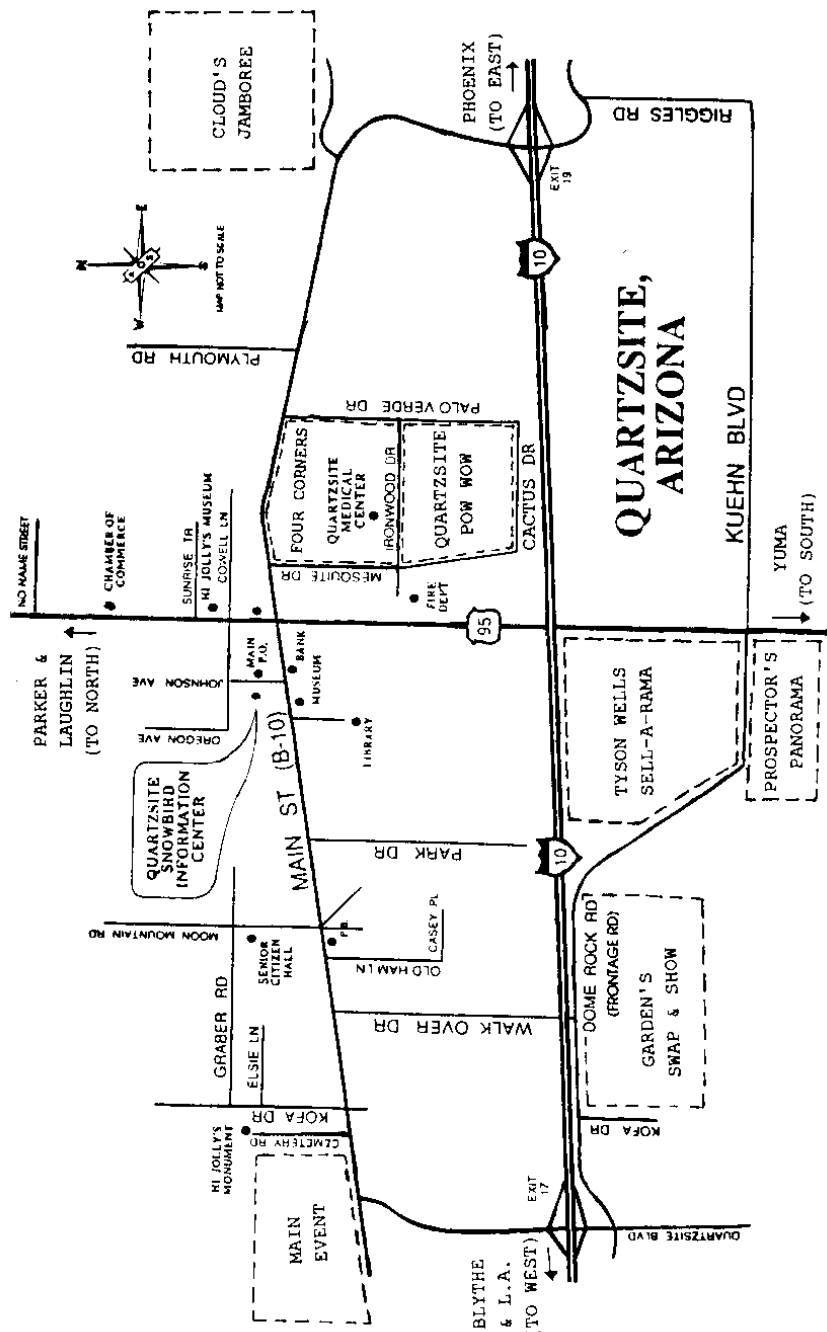 CLOUD'S
JAMBOREE
PHOENIX
(TO EAST)
RIGGLES RD
EXIT
19
N
E
S
W
MAP NOT TO SCALE
10
PLYMOUTH RD
QUARTZSITE,
ARIZONA
PALO VERDE DR
FOUR CORNERS
QUARTZSITE
MEDICAL
CENTER
IRONWOOD DR
QUARTZSITE
POW WOW
CACTUS DR
KUEHN BLVD
MESQUITE DR
FIRE
DEPT
NO NAME STREET
CHAMBER OF
COMMERCE
SUNRISE TR
HI JOLLY'S MUSEUM
COWELL LN
95
YUMA
(TO SOUTH)
PARKER &
LAUGHLIN
(TO NORTH)
JOHNSON AVE
MAIN
P.O.
BANK
MUSEUM
OREGON AVE
LIBRARY
QUARTZSITE
SNOWBIRD
INFORMATION
CENTER
MAIN ST (B-10)
TYSON WELLS
SELL-A-RAMA
PROSPECTOR'S
PANORAMA
PARK DR
10
MOON MOUNTAIN RD
SENIOR
CITIZEN
HALL
OLD HAM LN
CASEY PL
GRABER RD
ELSIE LN
WALK OVER DR
DOME ROCK RD
(FRONTAGE RD)
GARDEN'S
SWAP & SHOW
KOFA DR
KOFA DR
CEMETERY RD
HI JOLLY'S
MONUMENT
MAIN
EVENT
EXIT
17
QUARTZSITE BLVD
BLYTHE
& L.A.
(TO WEST)